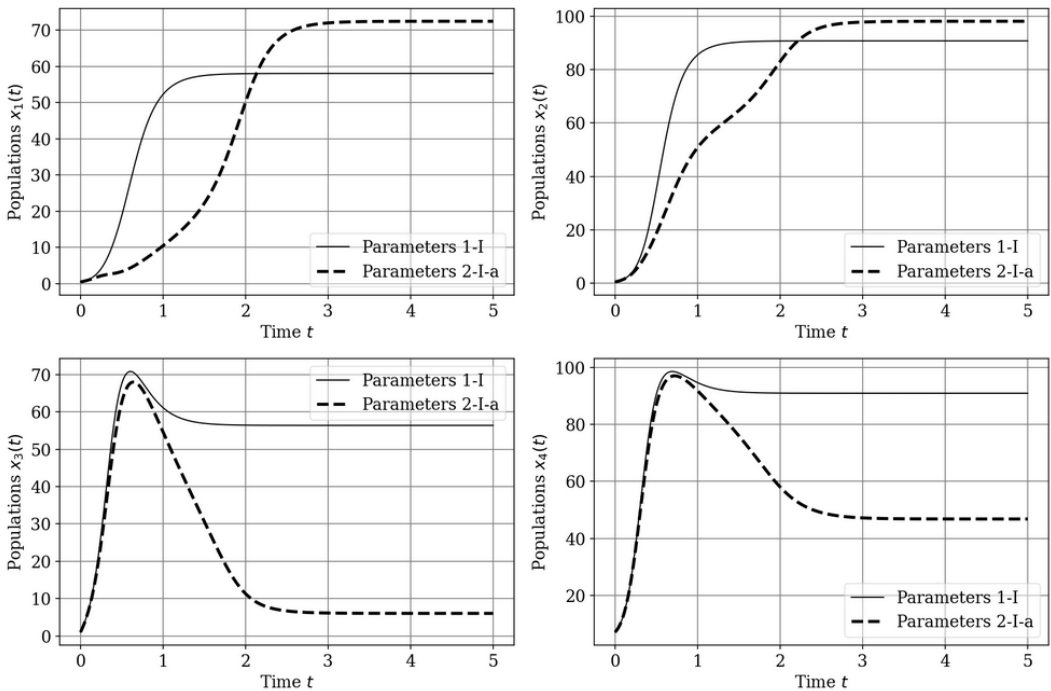 Populations x₁(t)
70
60
50
40
30
20
10
0
0 1 2 3 4 5
Time t
Parameters 1-I
Parameters 2-I-a
Populations x₂(t)
100
80
60
40
20
0
0 1 2 3 4 5
Time t
Parameters 1-I
Parameters 2-I-a
Populations x₃(t)
70
60
50
40
30
20
10
0
0 1 2 3 4 5
Time t
Parameters 1-I
Parameters 2-I-a
Populations x₄(t)
100
80
60
40
20
0 1 2 3 4 5
Time t
Parameters 1-I
Parameters 2-I-a